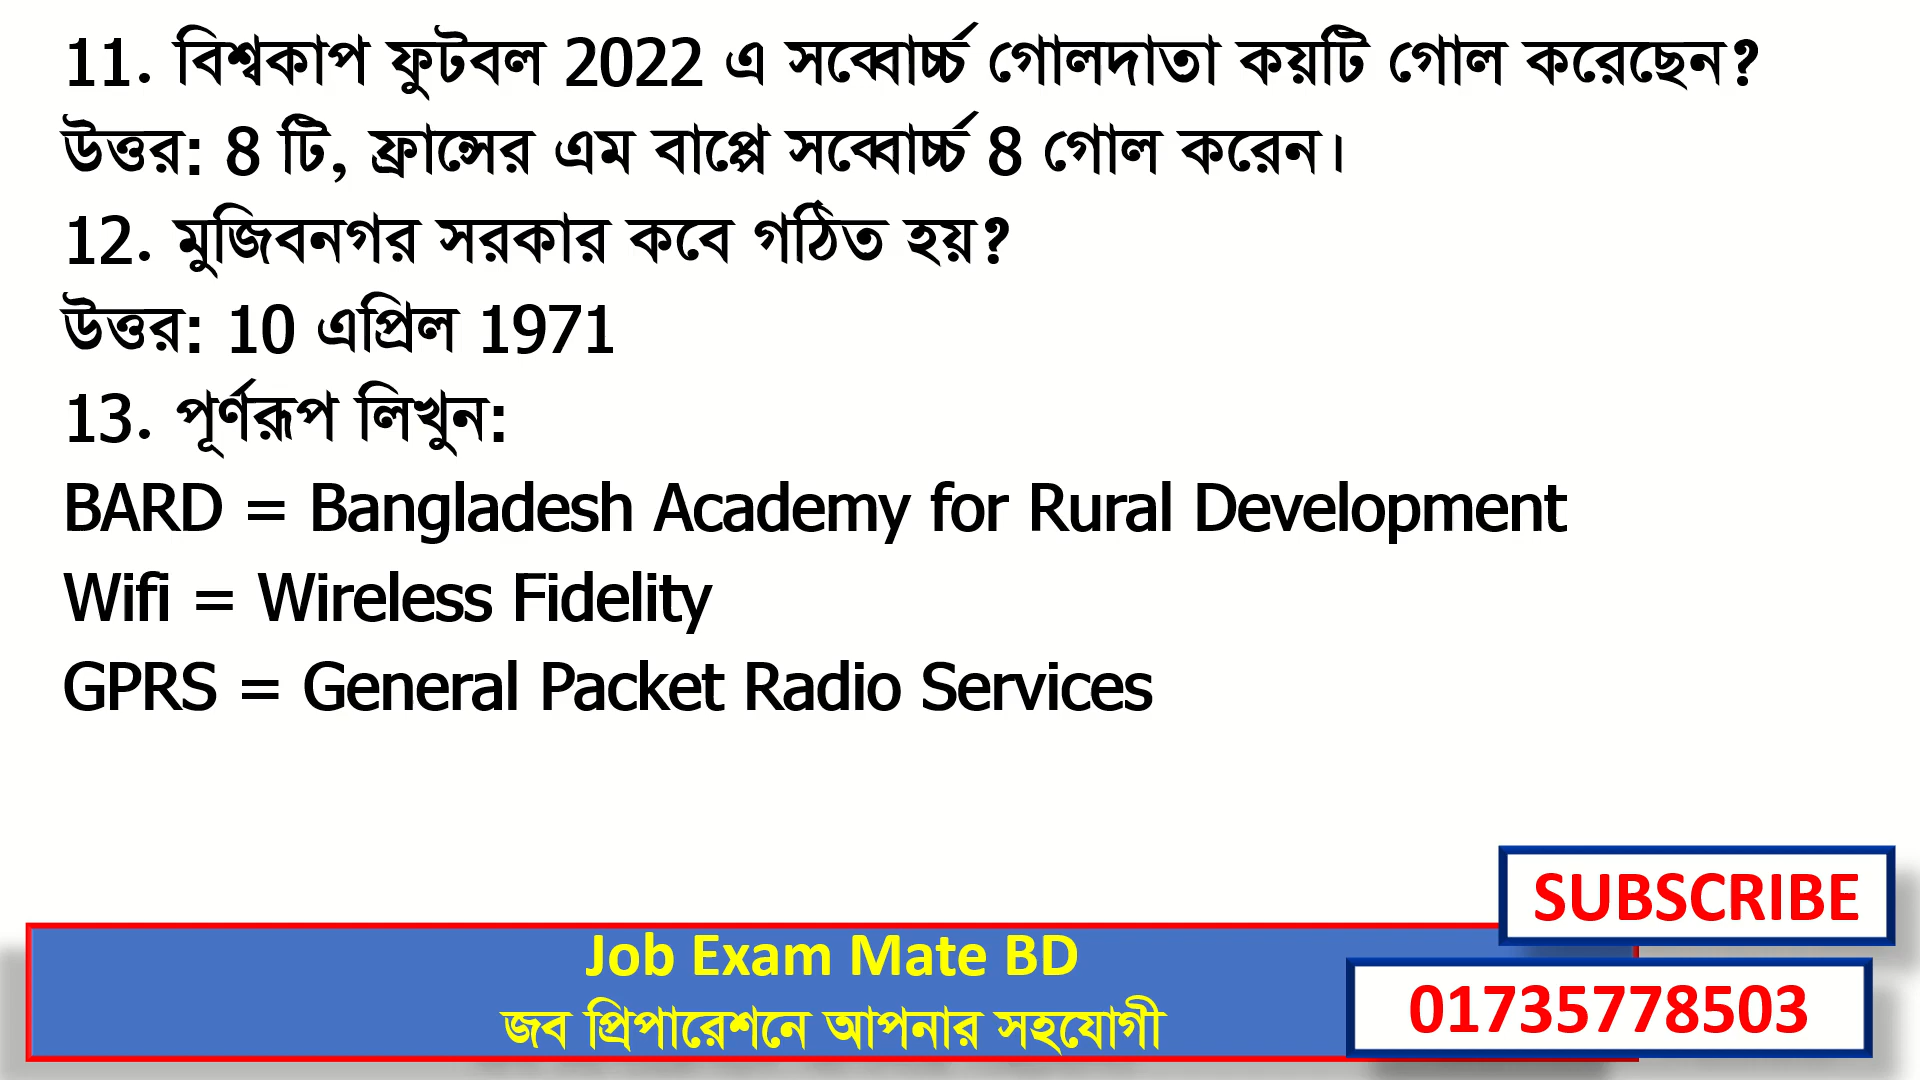 11. বিশ্বকাপ ফুটবল 2022 এ সব্বোর্চ্চ গোলদাতা কয়টি গোল করেছেন?
উত্তর: 8 টি, ফ্রান্সের এম বাপ্পে সব্বোর্চ্চ 8 গোল করেন।
12. মুজিবনগর সরকার কবে গঠিত হয়?
উত্তর: 10 এপ্রিল 1971
13. পূর্ণরূপ লিখুন:
BARD = Bangladesh Academy for Rural Development
Wifi = Wireless Fidelity
GPRS = General Packet Radio Services
SUBSCRIBE
Job Exam Mate BD
জব প্রিপারেশনে আপনার সহযোগী
01735778503